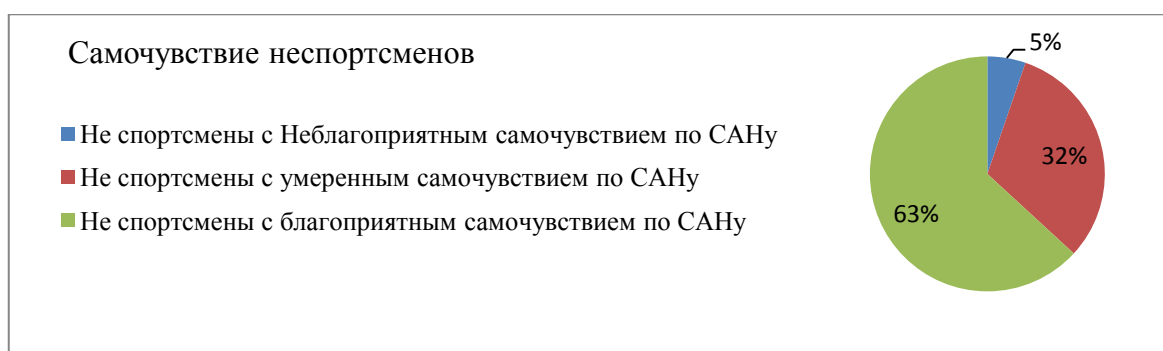 Самочувствие неспортсменов
5%
Не спортсмены с Неблагоприятным самочувствием по САНу
Не спортсмены с умеренным самочувствием по САНу
32%
Не спортсмены с благоприятным самочувствием по САНу
63%